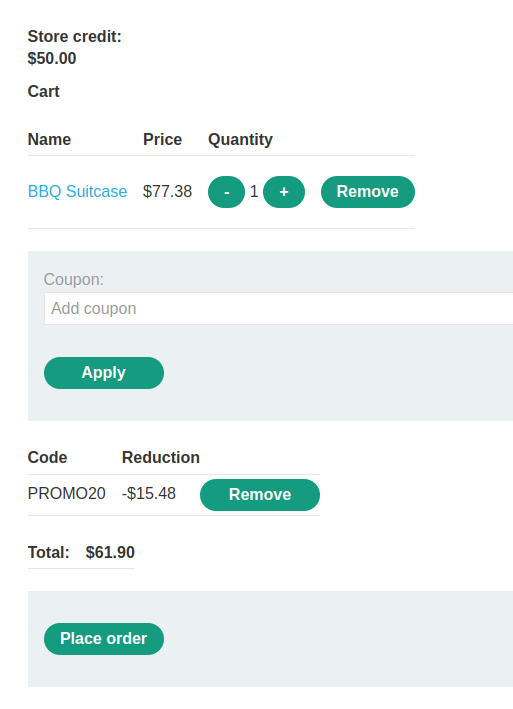 Store credit:
$50.00
Cart
Name Price Quantity
BBQ Suitcase $77.38 - 1 + Remove
Coupon:
Add coupon
Apply
Code Reduction
PROMO20 -$15.48 Remove
Total: $61.90
Place order